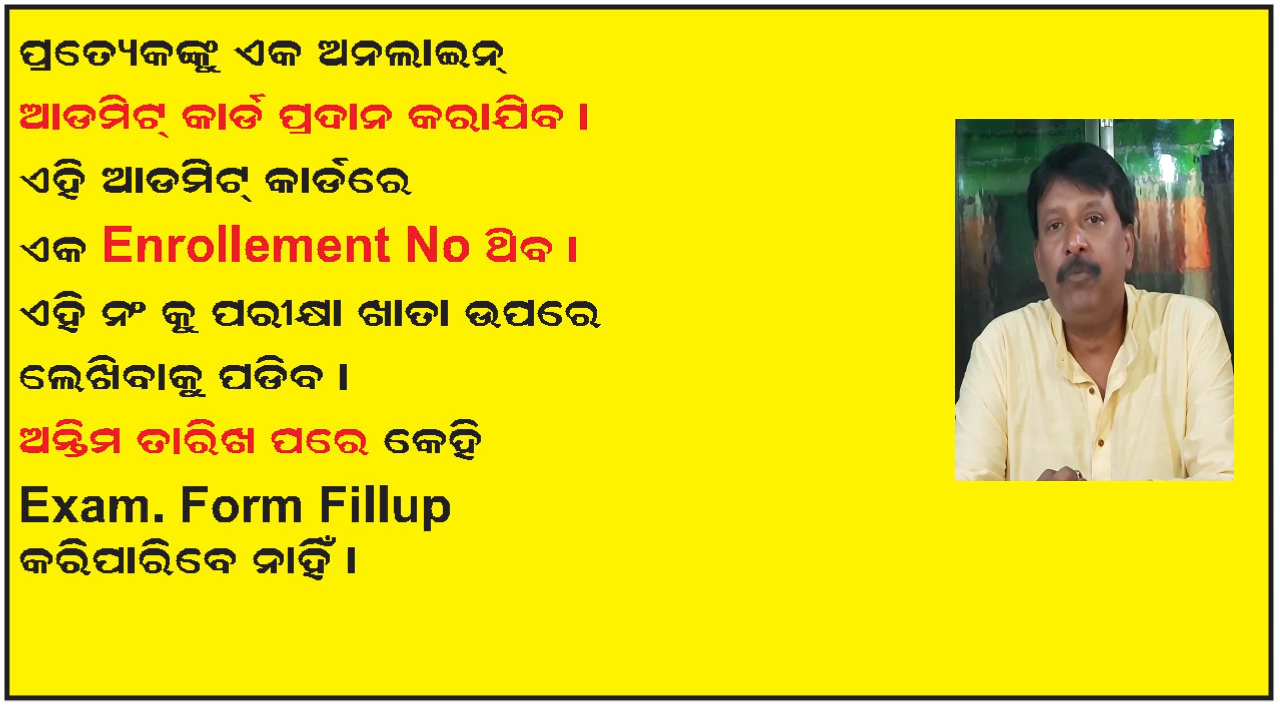 ପ୍ରତ୍ୟେକଙ୍କୁ ଏକ ଅନଲାଇନ୍
ଆଡମିଟ୍ କାର୍ଡ ପ୍ରଦାନ କରାଯିବ ।
ଏହି ଆଡମିଟ୍ କାର୍ଡରେ
ଏକ Enrollement No ଥିବ ।
ଏହି ନଂ କୁ ପରୀକ୍ଷା ଖାତା ଉପରେ
ଲେଖିବାକୁ ପଡିବ ।
ଅନ୍ତିମ ତାରିଖ ପରେ କେହି
Exam. Form Fillup
କରିପାରିବେ ନାହିଁ ।